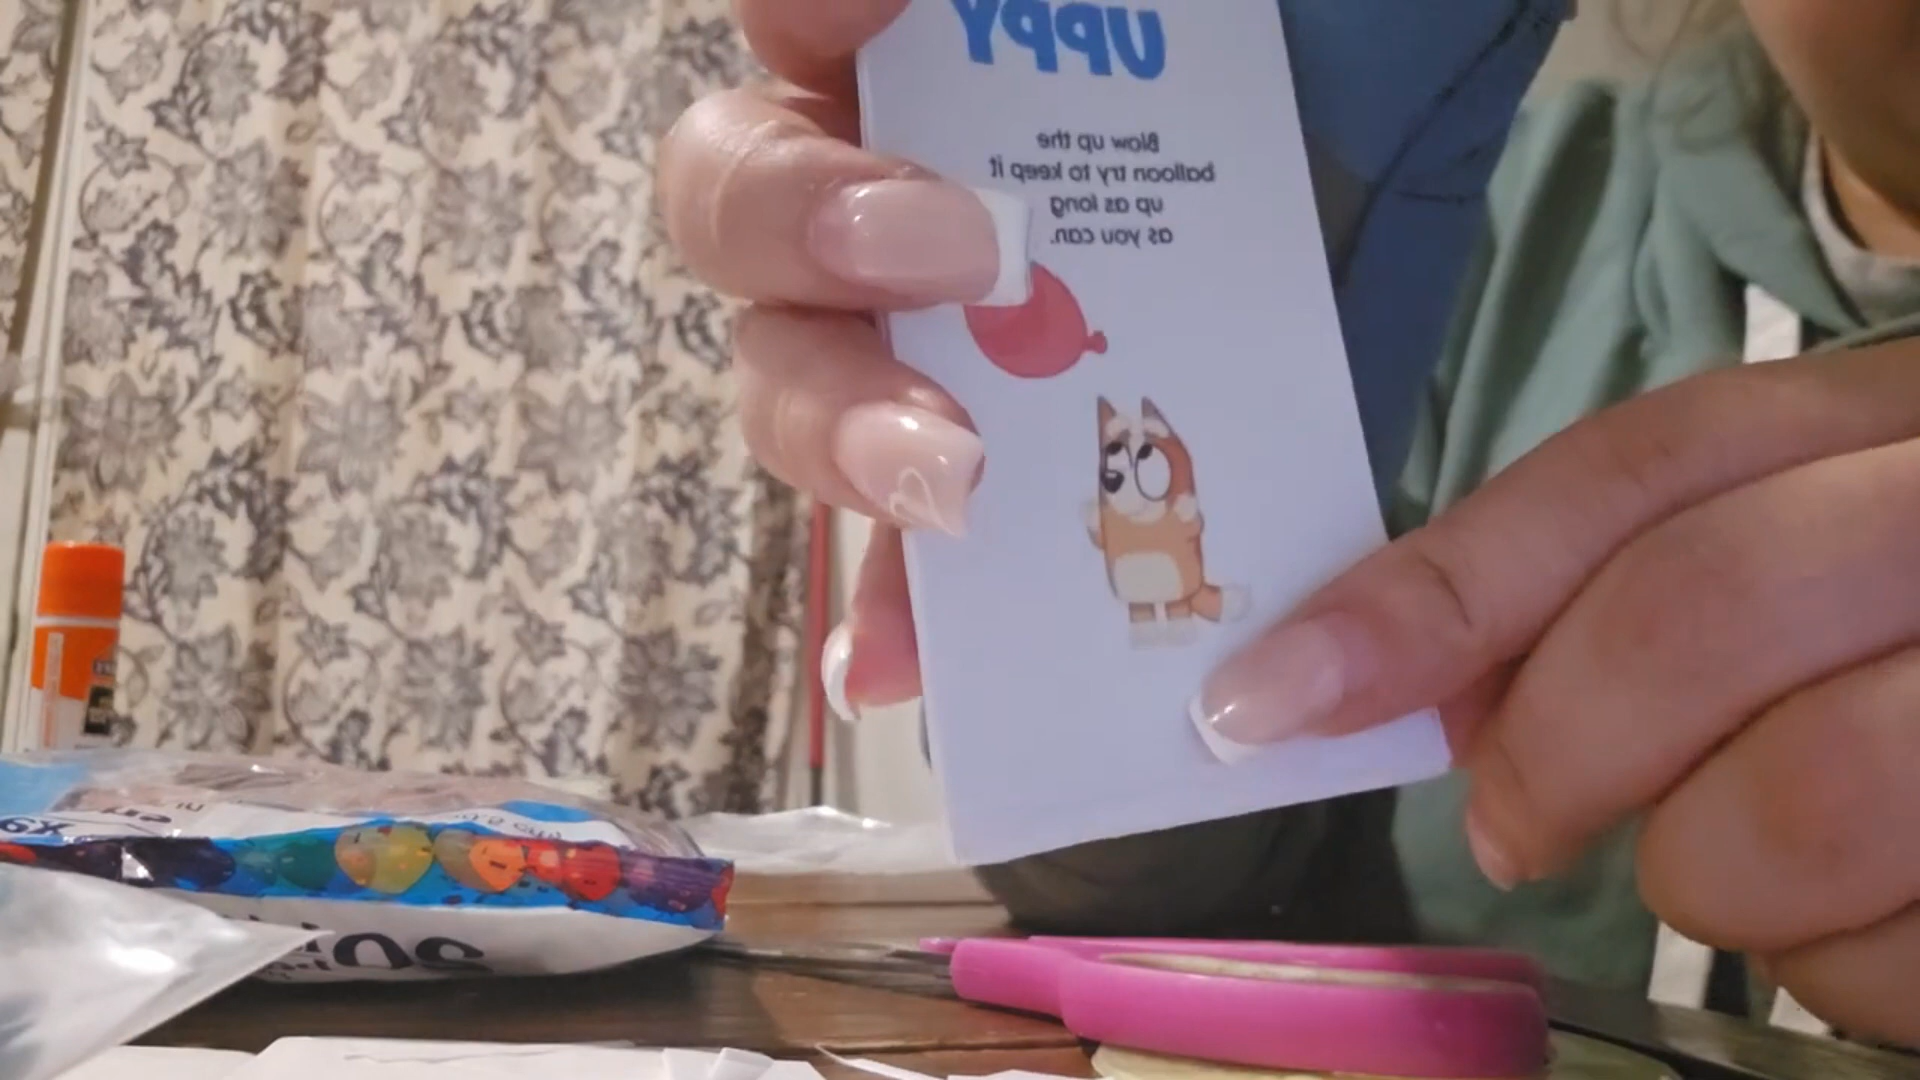 UPPY
Blow up the
balloon try to keep it
up as long
as you can.